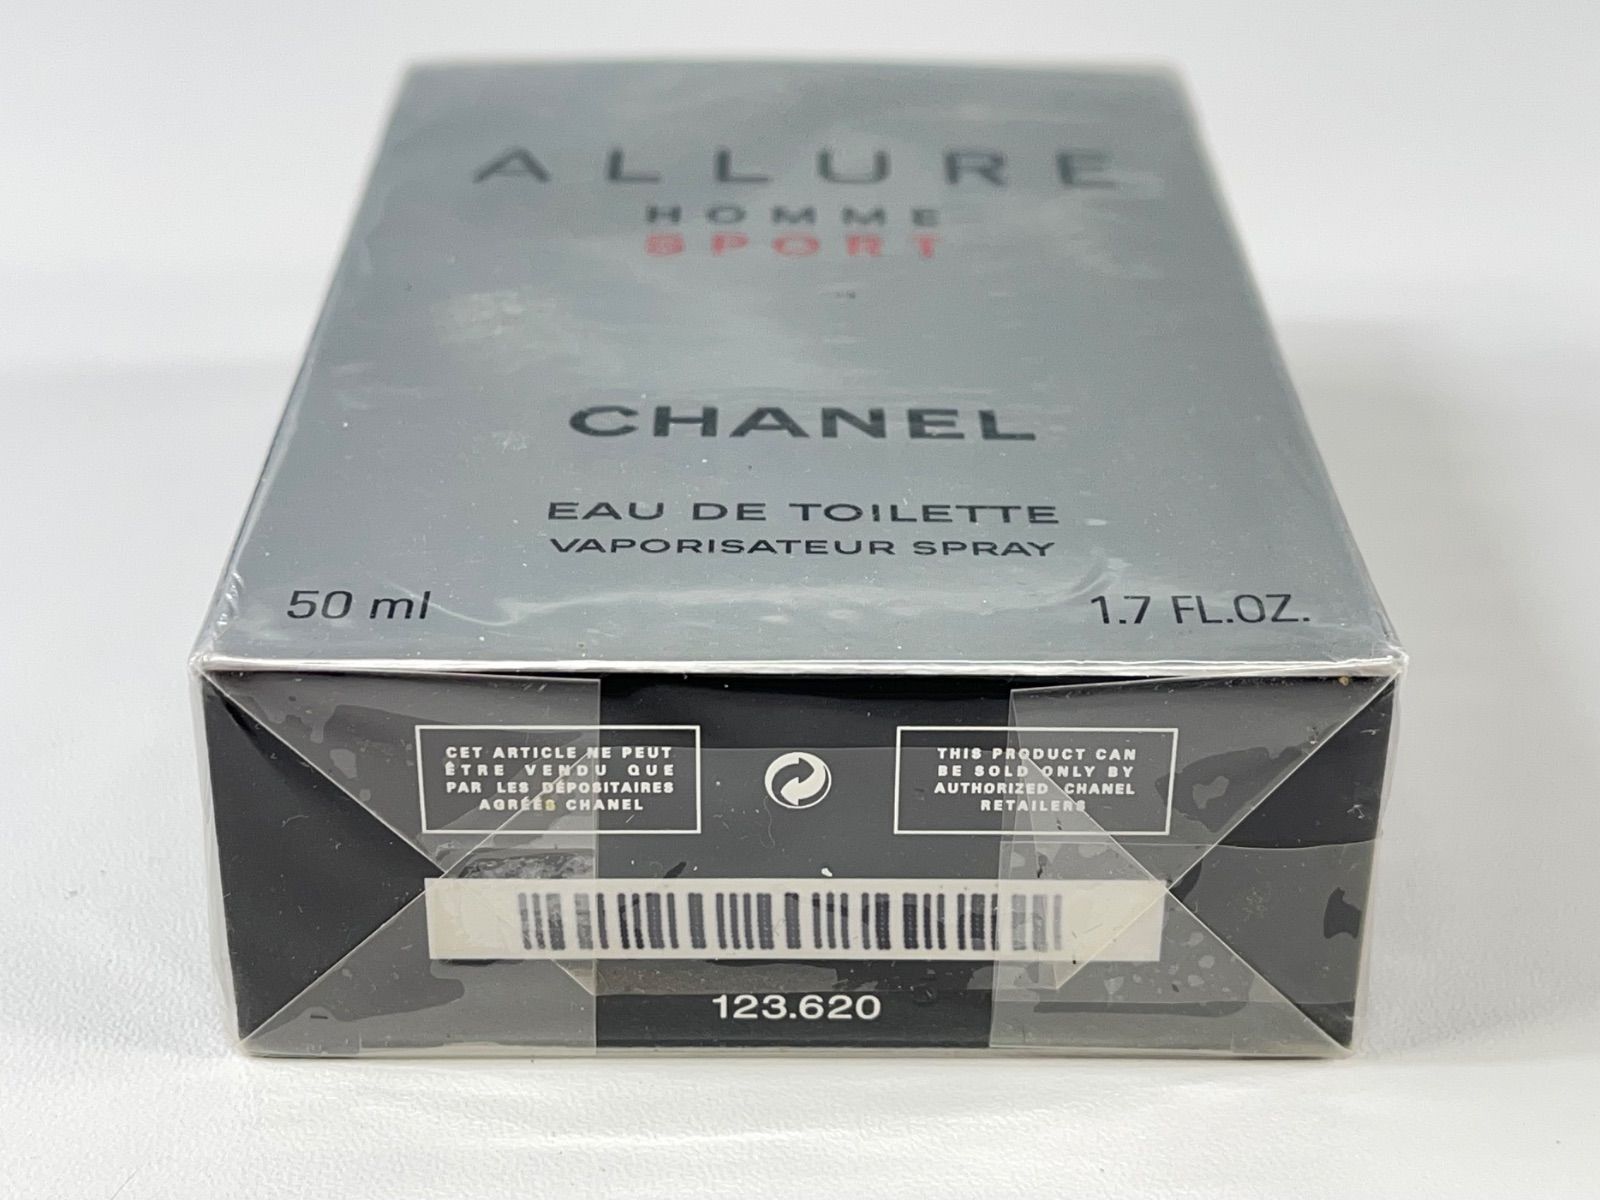 ALLURE
HOMME
SPORT
CHANEL
EAU DE TOILETTE
VAPORISATEUR SPRAY
50 ml
1.7 FL.OZ.
CET ARTICLE NE PEUT
ÊTRE VENDU QUE
PAR LES DÉPOSITAIRES
AGRÉÉS CHANEL
THIS PRODUCT CAN
BE SOLD ONLY BY
AUTHORIZED CHANEL
RETAILERS
123.620